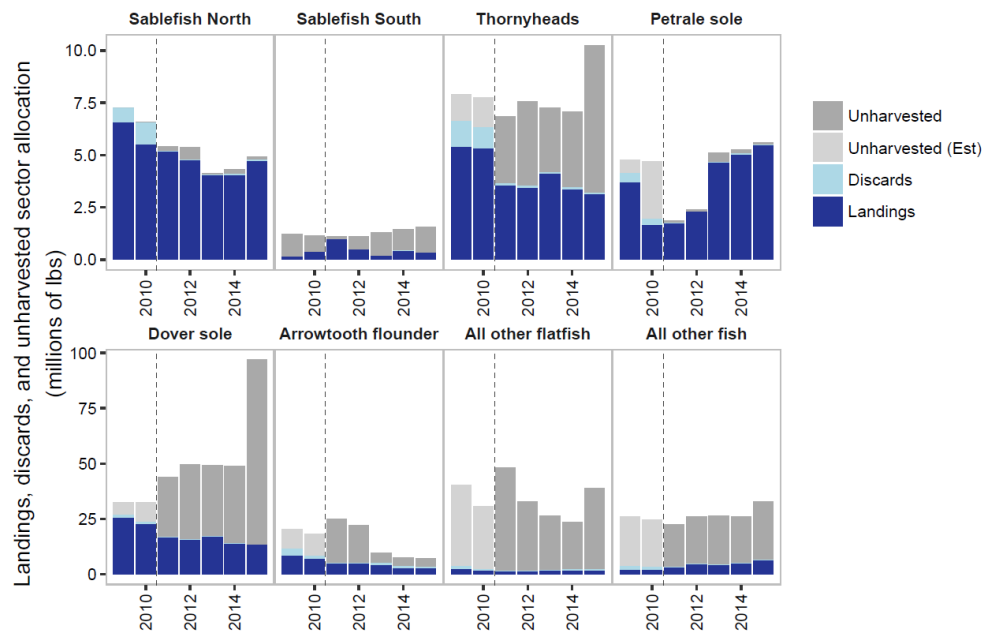 Sablefish North Sablefish South Thornyheads Petrale sole
10.0
7.5
5.0
2.5
0.0
2010 2012 2014 2010 2012 2014 2010 2012 2014 2010 2012 2014
Dover sole Arrowtooth flounder All other flatfish All other fish
100
75
50
25
0
2010 2012 2014 2010 2012 2014 2010 2012 2014 2010 2012 2014
Landings, discards, and unharvested sector allocation
(millions of lbs)
Unharvested
Unharvested (Est)
Discards
Landings